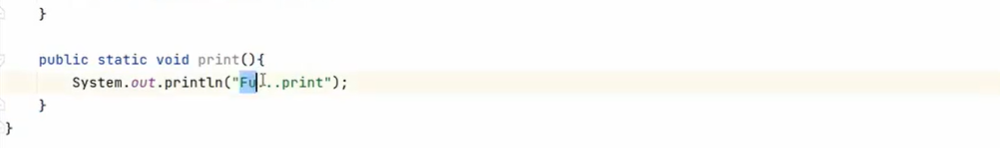 }
public static void print(){
System.out.println("Fu...print");
}
}